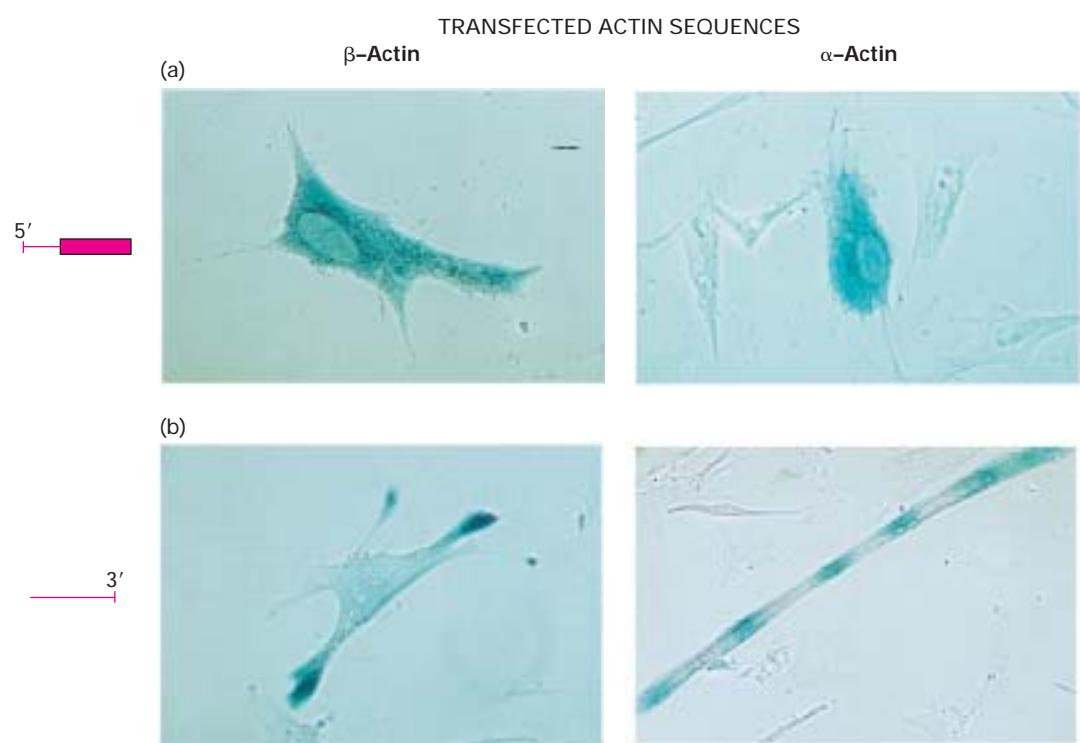 TRANSFECTED ACTIN SEQUENCES
β–Actin
α–Actin
(a)
5′
(b)
3′